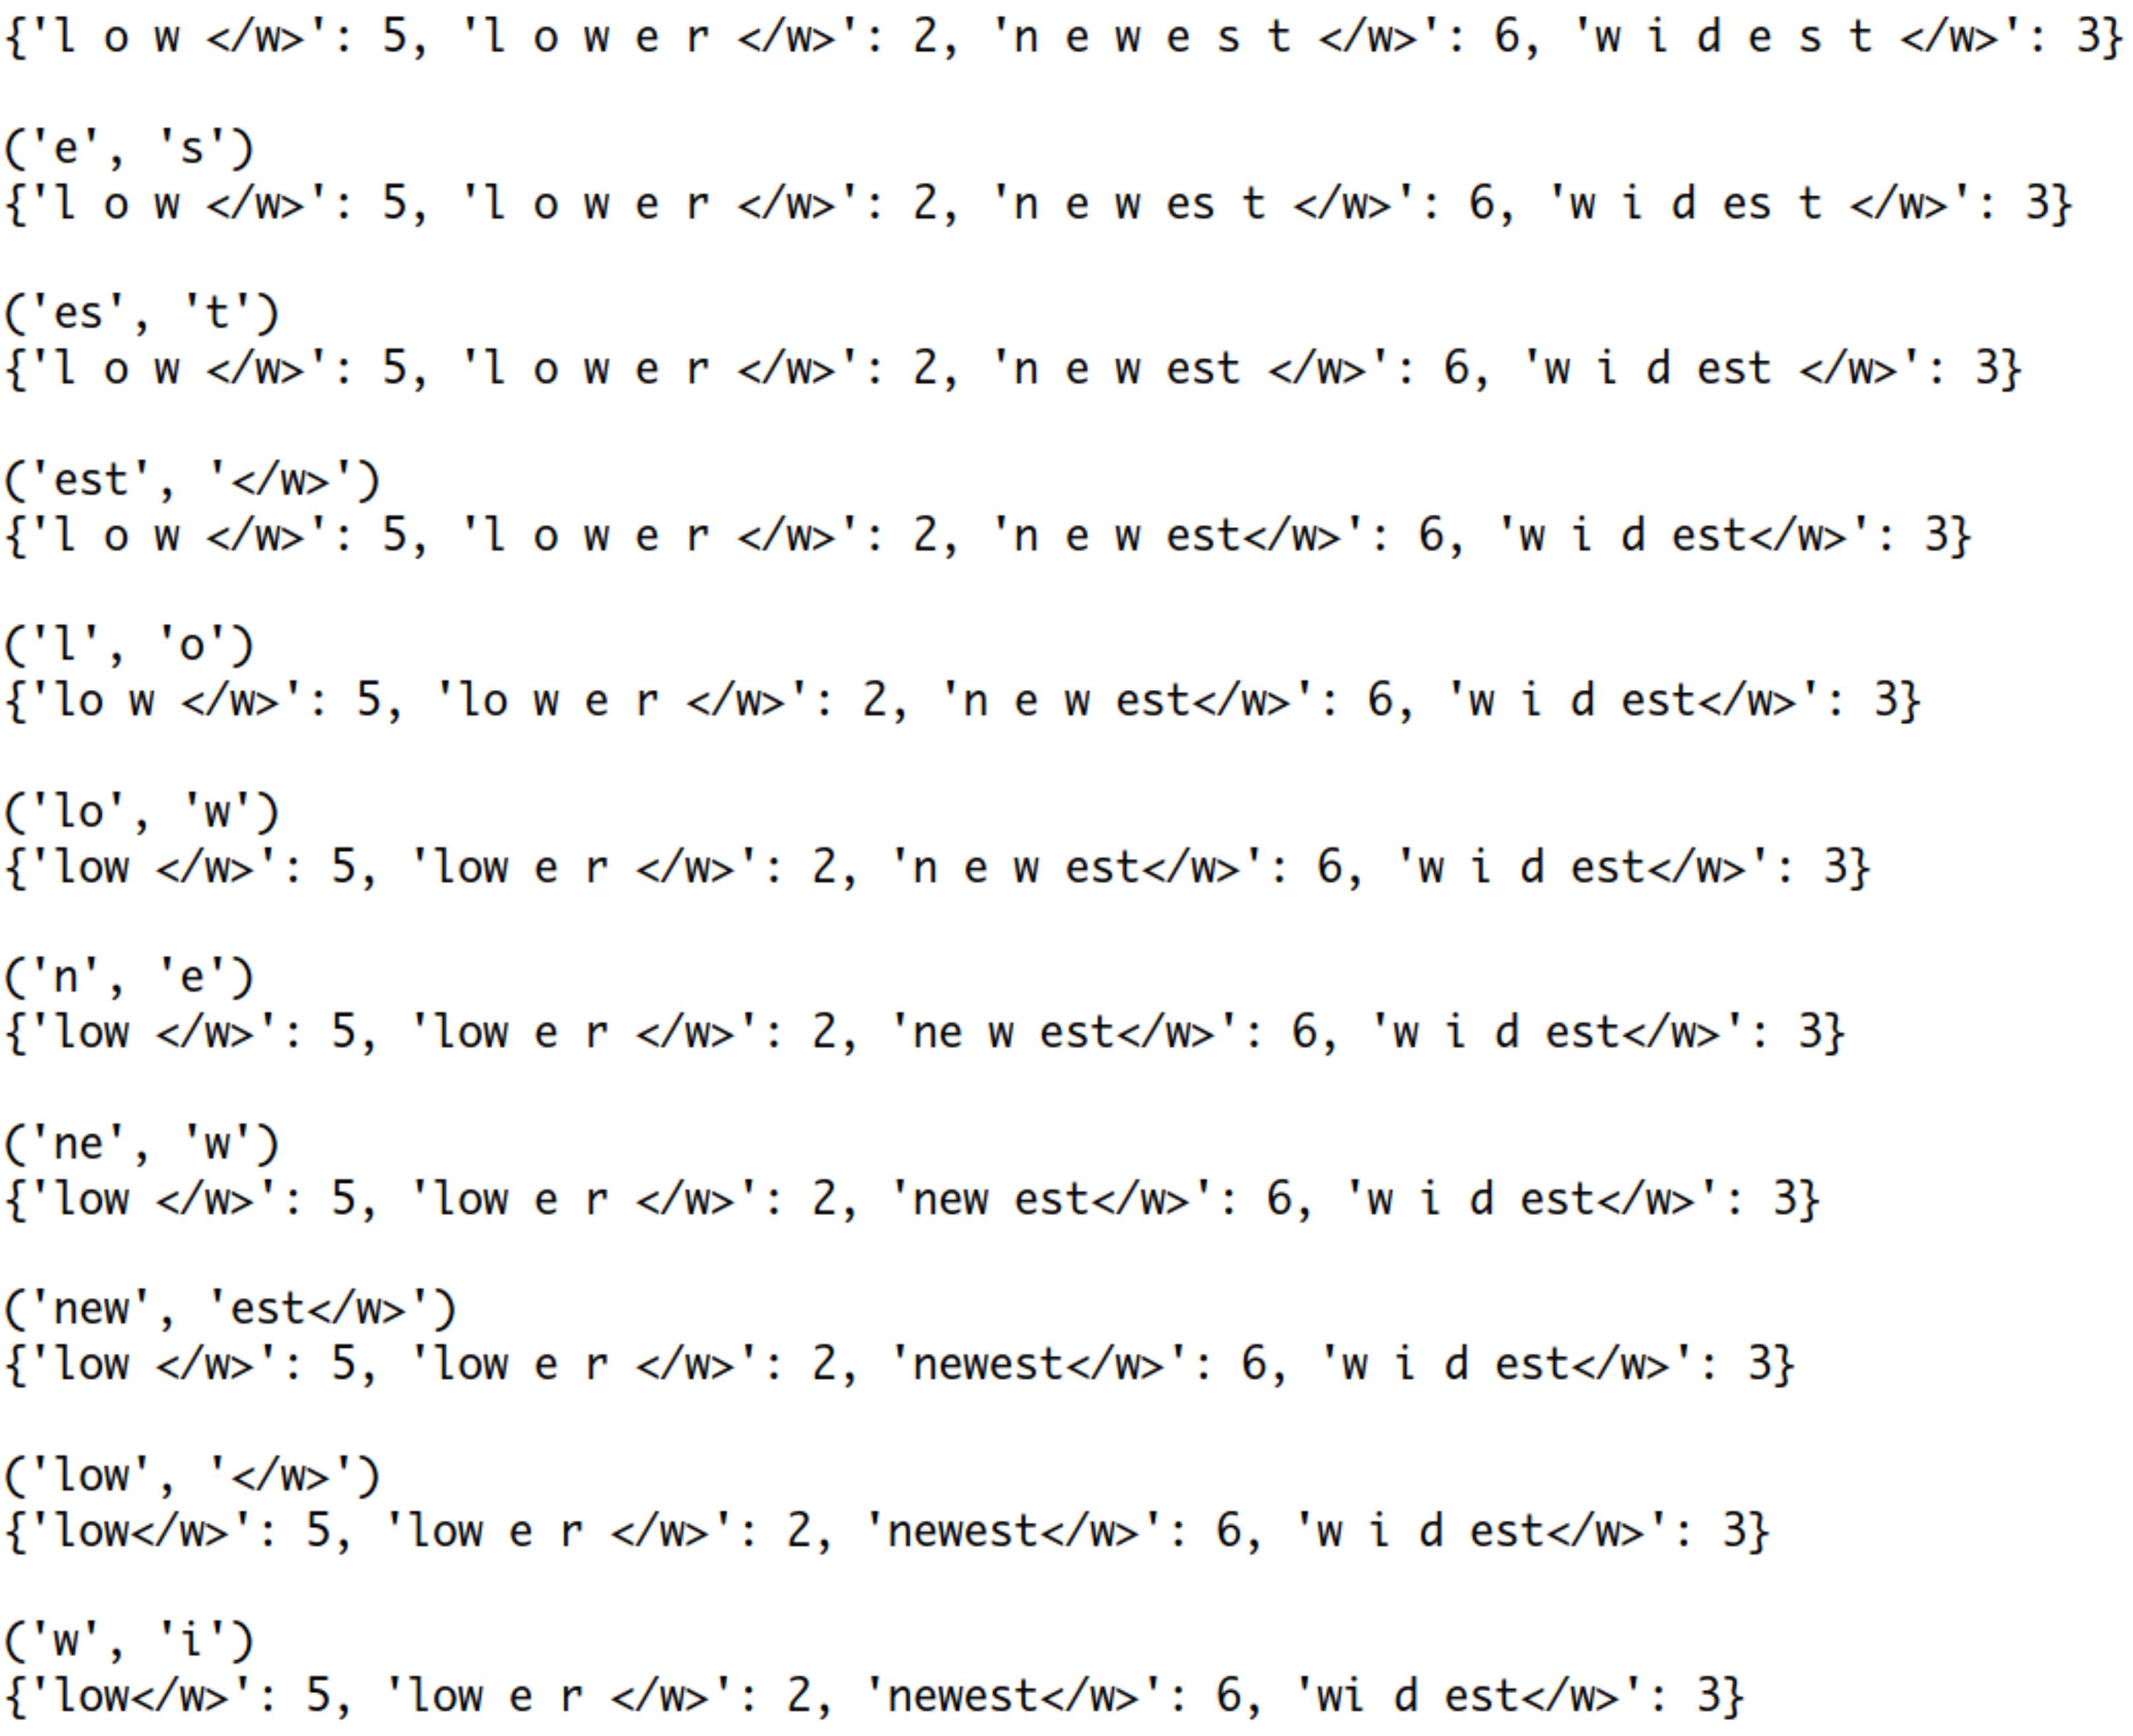 {'l o w </w>': 5, 'l o w e r </w>': 2, 'n e w e s t </w>': 6, 'w i d e s t </w>': 3}
('e', 's')
{'l o w </w>': 5, 'l o w e r </w>': 2, 'n e w es t </w>': 6, 'w i d es t </w>': 3}
('es', 't')
{'l o w </w>': 5, 'l o w e r </w>': 2, 'n e w est </w>': 6, 'w i d est </w>': 3}
('est', '</w>')
{'l o w </w>': 5, 'l o w e r </w>': 2, 'n e w est</w>': 6, 'w i d est</w>': 3}
('l', 'o')
{'lo w </w>': 5, 'lo w e r </w>': 2, 'n e w est</w>': 6, 'w i d est</w>': 3}
('lo', 'w')
{'low </w>': 5, 'low e r </w>': 2, 'n e w est</w>': 6, 'w i d est</w>': 3}
('n', 'e')
{'low </w>': 5, 'low e r </w>': 2, 'ne w est</w>': 6, 'w i d est</w>': 3}
('ne', 'w')
{'low </w>': 5, 'low e r </w>': 2, 'new est</w>': 6, 'w i d est</w>': 3}
('new', 'est</w>')
{'low </w>': 5, 'low e r </w>': 2, 'newest</w>': 6, 'w i d est</w>': 3}
('low', '</w>')
{'low</w>': 5, 'low e r </w>': 2, 'newest</w>': 6, 'w i d est</w>': 3}
('w', 'i')
{'low</w>': 5, 'low e r </w>': 2, 'newest</w>': 6, 'wi d est</w>': 3}